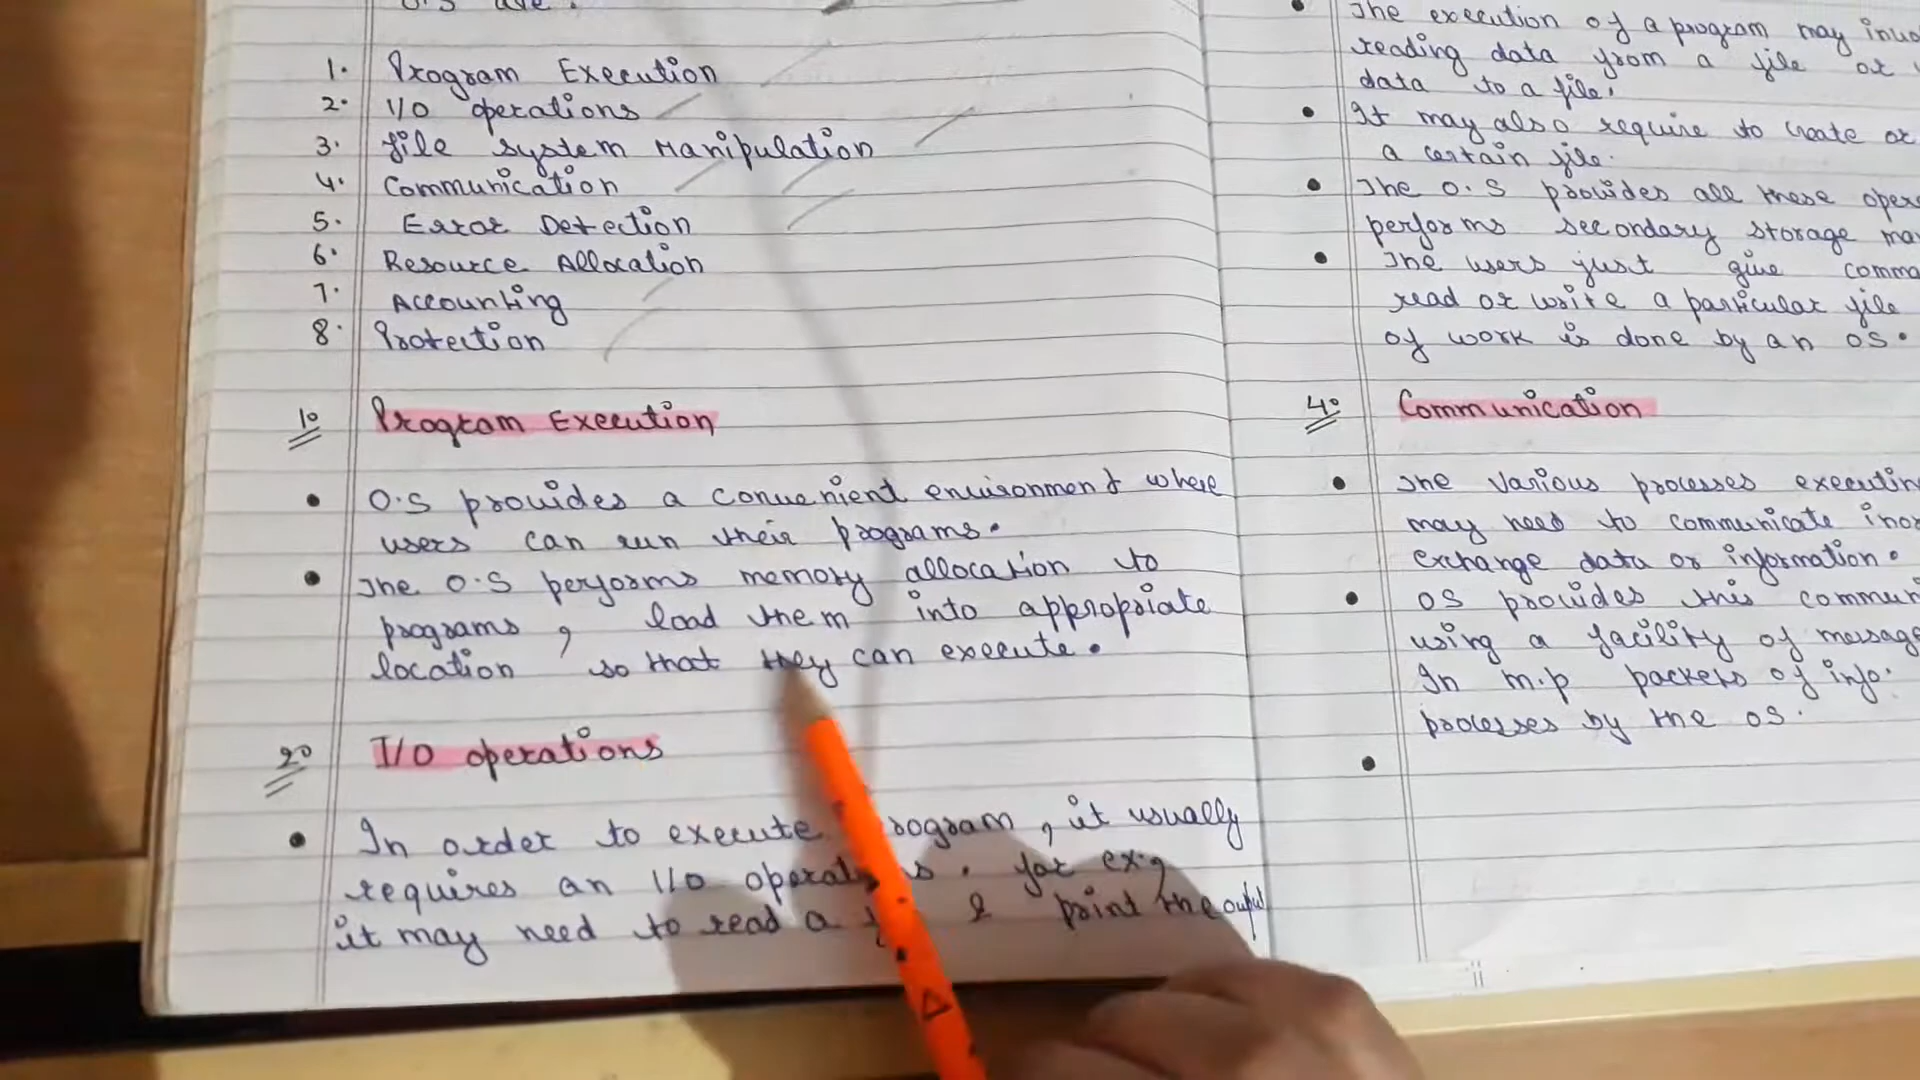 O.S are :
1. Program Execution
2. I/O operations
3. file system Manipulation
4. Communication
5. Error Detection
6. Resource Allocation
7. Accounting
8. Protection
1. Program Execution
• O.S provides a convenient environment where
users can run their programs.
• The O.S performs memory allocation to
programs, load them into appropriate
location so that they can execute.
2. I/O operations
• In order to execute program, it usually
requires an I/O operations. for ex,
it may need to read a & print the output
• The execution of a program may
reading data from a file or
data to a file.
• It may also require to create or
a certain file.
• The O.S provides all these
performs secondary storage
• The users just give
read or write a particular file
of work is done by an OS.
4. Communication
• The various processes
may need to communicate
exchange data or information.
• OS provides this
using a facility of
In m.p packets of info.
processes by the OS.
•